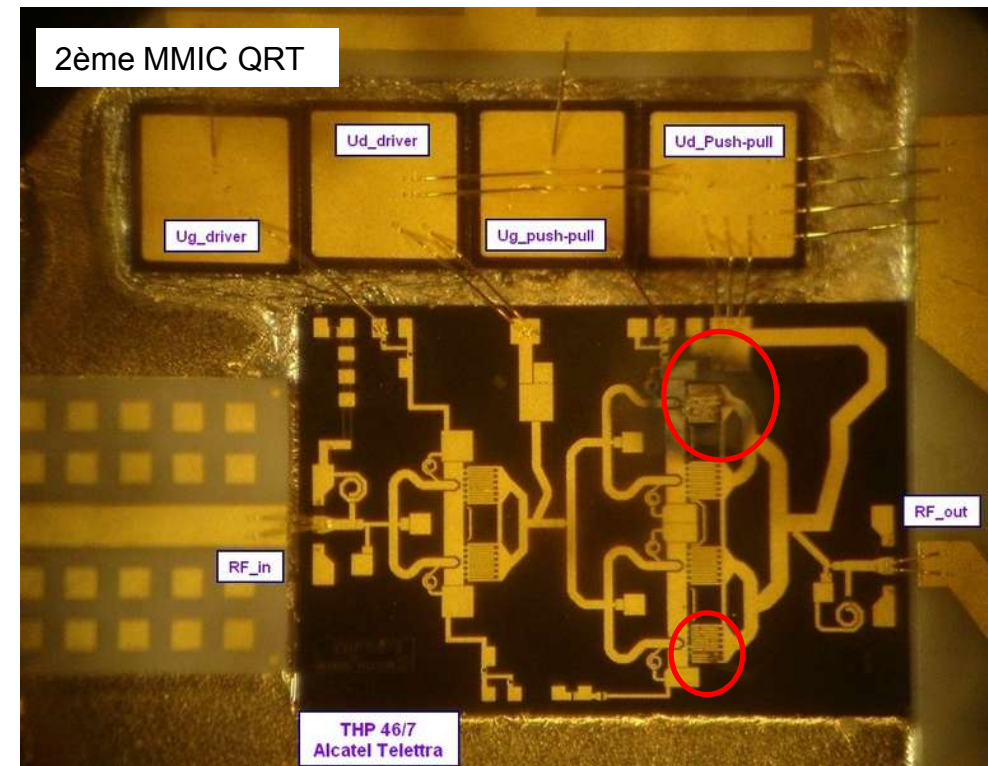 2ème MMIC QRT
Ud_driver
Ud_Push-pull
Ug_driver
Ug_push-pull
RF_out
RF_in
THP 46/7
Alcatel Telettra